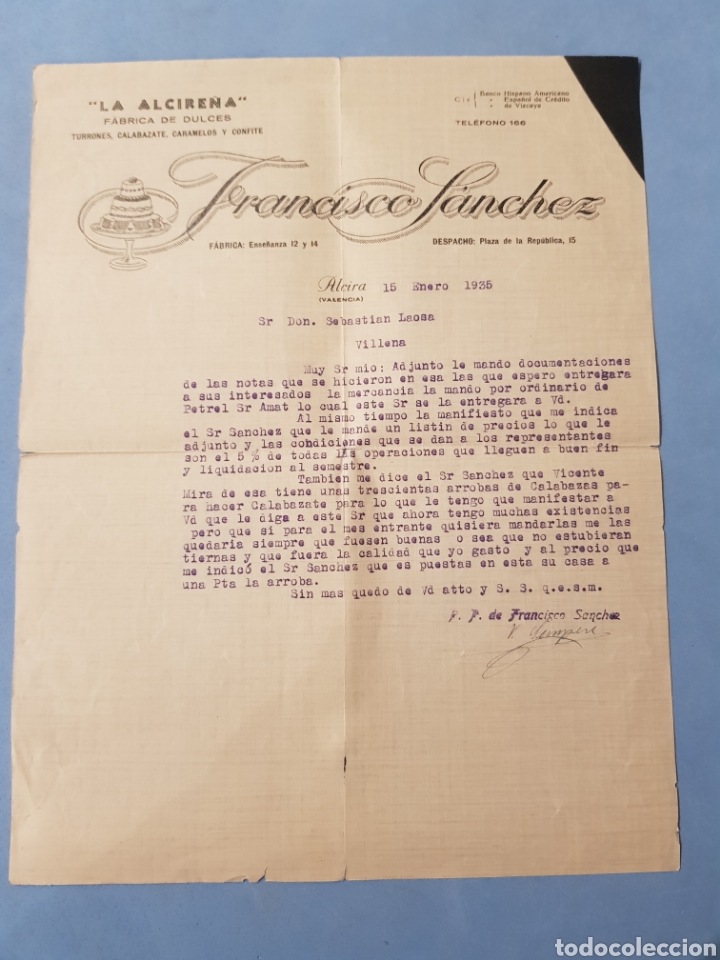 "LA ALCIREÑA"
FÁBRICA DE DULCES
TURRONES, CALABAZATE, CARAMELOS Y CONFITE
C/c Banco Hispano Americano
» Español de Crédito
» de Vizcaya
TELÉFONO 166
Francisco Sánchez
FÁBRICA: Enseñanza 12 y 14
DESPACHO: Plaza de la República, 15
Alcira 15 Enero 1935
(VALENCIA)
Sr Don. Sebastian Laosa
Villena
Muy Sr mio: Adjunto le mando documentaciones
de las notas que se hicieron en esa las que espero entregara
a sus interesados la mercancia la mando por ordinario de
Petrel Sr Amat lo cual este Sr se la entregara a Vd.
Al mismo tiempo la manifiesto que me indica
el Sr Sanchez que le mande un listin de precios lo que le
adjunto y las condiciones que se dan a los representantes
son el 5 % de todas las operaciones que lleguen a buen fin
y liquidacion al semestre.
Tambien me dice el Sr Sanchez que Vicente
Mira de esa tiene unas trescientas arrobas de Calabazas pa-
ra hacer Calabazate para lo que le tengo que manifestar a
Vd que le diga a este Sr que ahora tengo muchas existencias
pero que si para el mes entrante quisiera mandarlas me las
quedaria siempre que fuesen buenas o sea que no estubieran
tiernas y que fuera la calidad que yo gasto y al precio que
me indicó el Sr Sanchez que es puestas en esta su casa a
una Pta la arroba.
Sin mas quedo de Vd atto y S. S. q.e.s.m.
P. P. de Francisco Sanchez
V. Sempere
todocoleccion